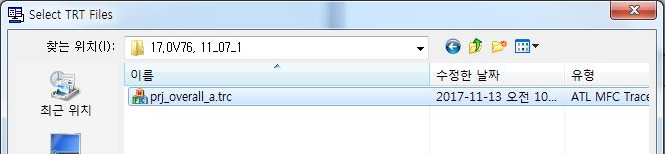 Select TRT Files
찾는 위치(I): 17,0V76, 11_07_1
이름 수정한 날짜 유형
최근 위치
prj_overall_a.trc 2017-11-13 오전 10... ATL MFC Trace